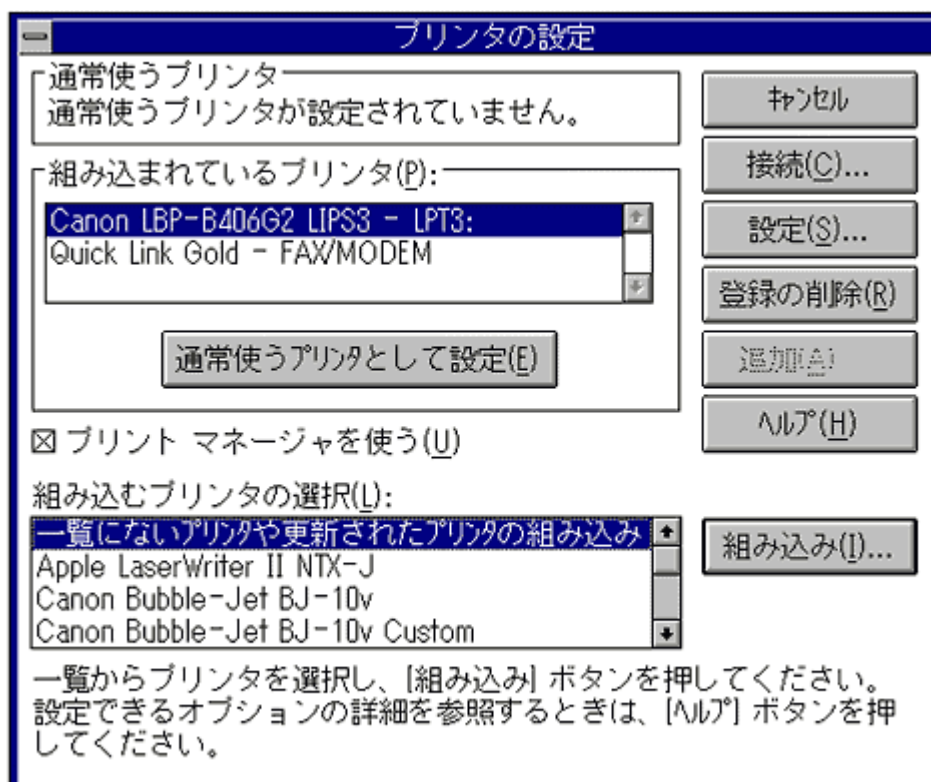 プリンタの設定
通常使うプリンタ
通常使うプリンタが設定されていません。
キャンセル
組み込まれているプリンタ(P):
接続(C)...
Canon LBP-B406G2 LIPS3 - LPT3:
設定(S)...
Quick Link Gold - FAX/MODEM
登録の削除(R)
通常使うプリンタとして設定(E)
追加(A)
ヘルプ(H)
プリント マネージャを使う(U)
組み込むプリンタの選択(L):
一覧にないプリンタや更新されたプリンタの組み込み
組み込み(I)...
Apple LaserWriter II NTX-J
Canon Bubble-Jet BJ-10v
Canon Bubble-Jet BJ-10v Custom
一覧からプリンタを選択し、[組み込み] ボタンを押してください。
設定できるオプションの詳細を参照するときは、[ヘルプ] ボタンを押
してください。